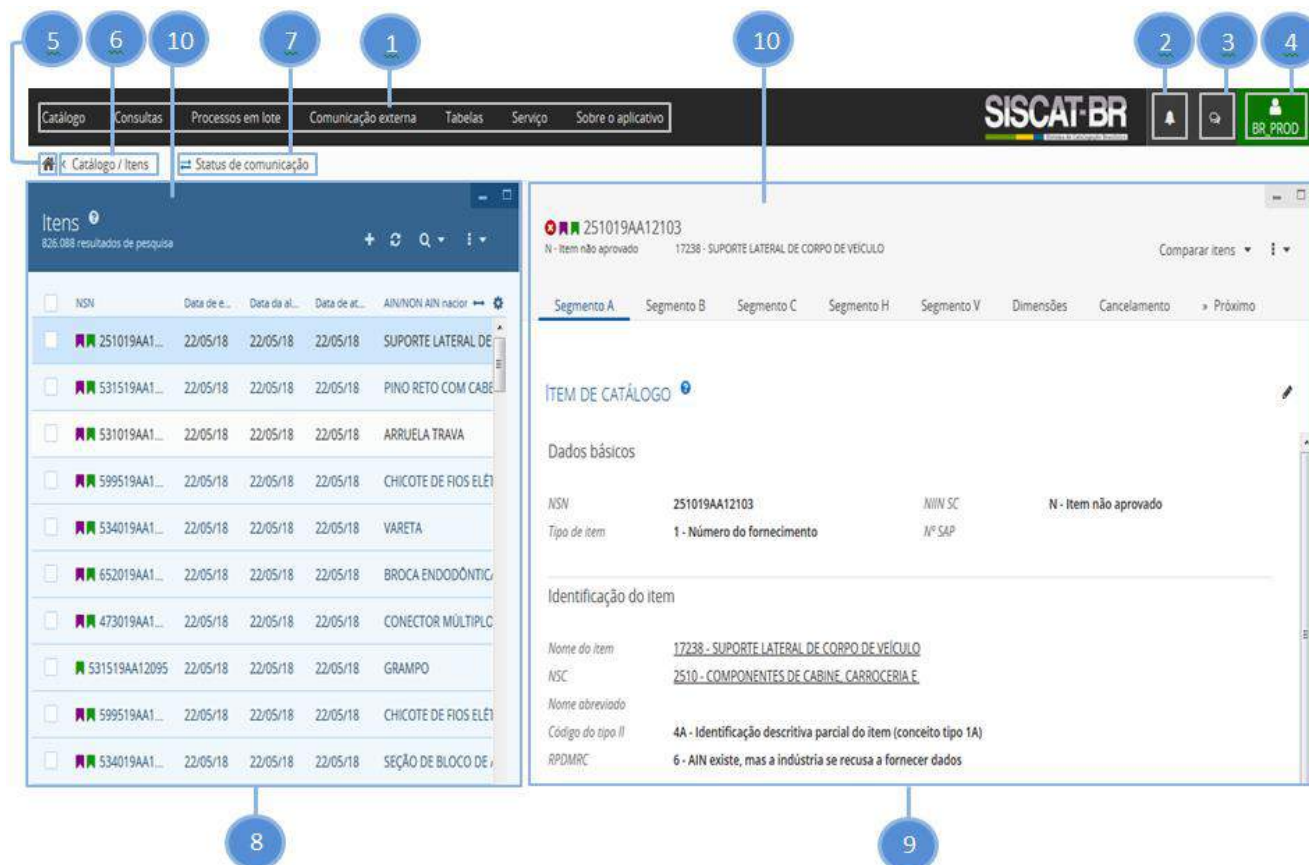 5 6 10 7 1 10 2 3 4
Catálogo Consultas Processos em lote Comunicação externa Tabelas Serviço Sobre o aplicativo SISCAT-BR BR_PROD
Catálogo / Itens Status de comunicação
Itens
826.088 resultados de pesquisa
NSN Data de e... Data da al... Data de at... AIN/NON AIN nacior
251019AA1... 22/05/18 22/05/18 22/05/18 SUPORTE LATERAL DE
531519AA1... 22/05/18 22/05/18 22/05/18 PINO RETO COM CABE
531019AA1... 22/05/18 22/05/18 22/05/18 ARRUELA TRAVA
599519AA1... 22/05/18 22/05/18 22/05/18 CHICOTE DE FIOS ELÉT
534019AA1... 22/05/18 22/05/18 22/05/18 VARETA
652019AA1... 22/05/18 22/05/18 22/05/18 BROCA ENDODÔNTICA
473019AA1... 22/05/18 22/05/18 22/05/18 CONECTOR MÚLTIPLO
531519AA12095 22/05/18 22/05/18 22/05/18 GRAMPO
599519AA1... 22/05/18 22/05/18 22/05/18 CHICOTE DE FIOS ELÉT
534019AA1... 22/05/18 22/05/18 22/05/18 SEÇÃO DE BLOCO DE
251019AA12103
N - Item não aprovado 17238 - SUPORTE LATERAL DE CORPO DE VEÍCULO
Comparar itens
Segmento A Segmento B Segmento C Segmento H Segmento V Dimensões Cancelamento » Próximo
ÍTEM DE CATÁLOGO
Dados básicos
NSN 251019AA12103 NIIN SC N - Item não aprovado
Tipo de item 1 - Número do fornecimento Nº SAP
Identificação do item
Nome do item 17238 - SUPORTE LATERAL DE CORPO DE VEÍCULO
NSC 2510 - COMPONENTES DE CABINE, CARROCERIA E
Nome abreviado
Código do tipo II 4A - Identificação descritiva parcial do item (conceito tipo 1A)
RPDMRC 6 - AIN existe, mas a indústria se recusa a fornecer dados
8 9